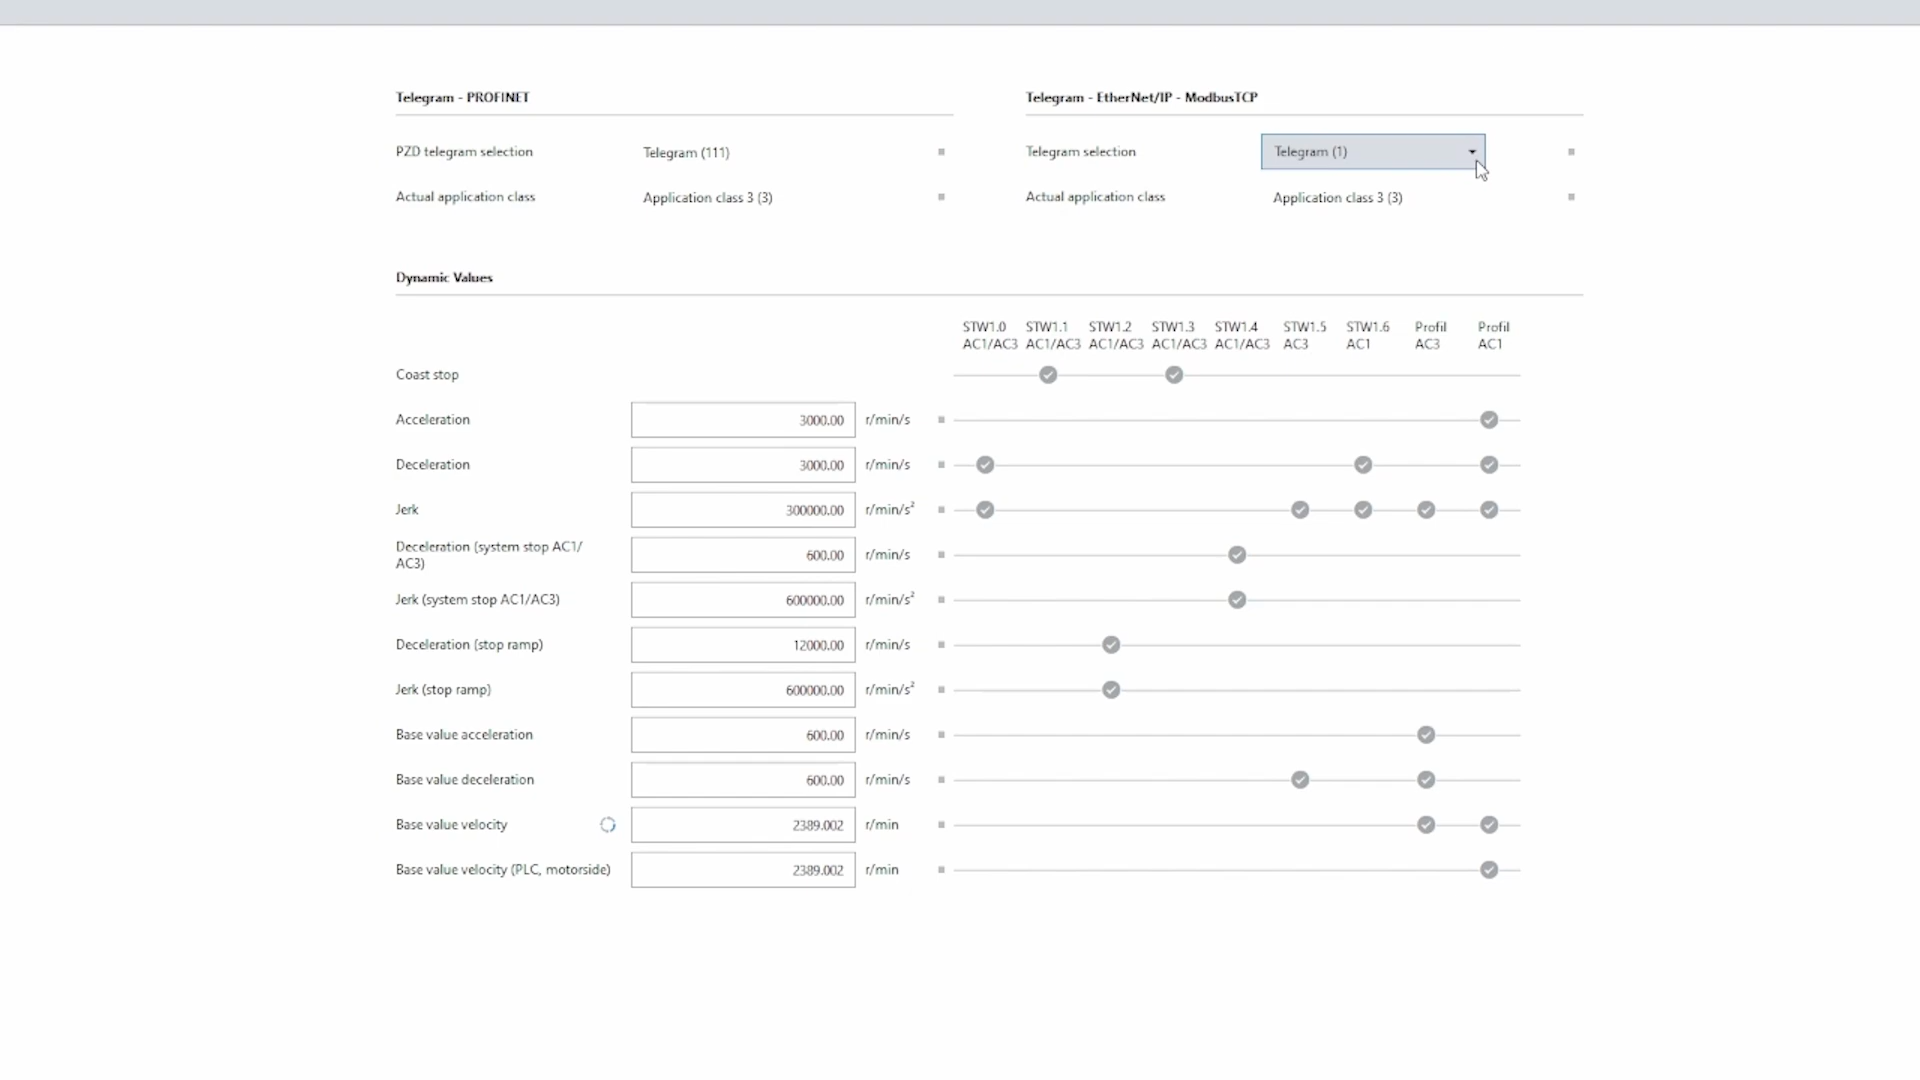 Telegram - PROFINET
Telegram - EtherNet/IP - ModbusTCP
PZD telegram selection
Telegram (111)
Telegram selection
Telegram (1)
Actual application class
Application class 3 (3)
Actual application class
Application class 3 (3)
Dynamic Values
STW1.0 STW1.1 STW1.2 STW1.3 STW1.4 STW1.5 STW1.6 Profil Profil
AC1/AC3 AC1/AC3 AC1/AC3 AC1/AC3 AC1/AC3 AC3 AC1 AC3 AC1
Coast stop
Acceleration 3000.00 r/min/s
Deceleration 3000.00 r/min/s
Jerk 300000.00 r/min/s²
Deceleration (system stop AC1/
AC3) 600.00 r/min/s
Jerk (system stop AC1/AC3) 600000.00 r/min/s²
Deceleration (stop ramp) 12000.00 r/min/s
Jerk (stop ramp) 600000.00 r/min/s²
Base value acceleration 600.00 r/min/s
Base value deceleration 600.00 r/min/s
Base value velocity 2389.002 r/min
Base value velocity (PLC, motorside) 2389.002 r/min